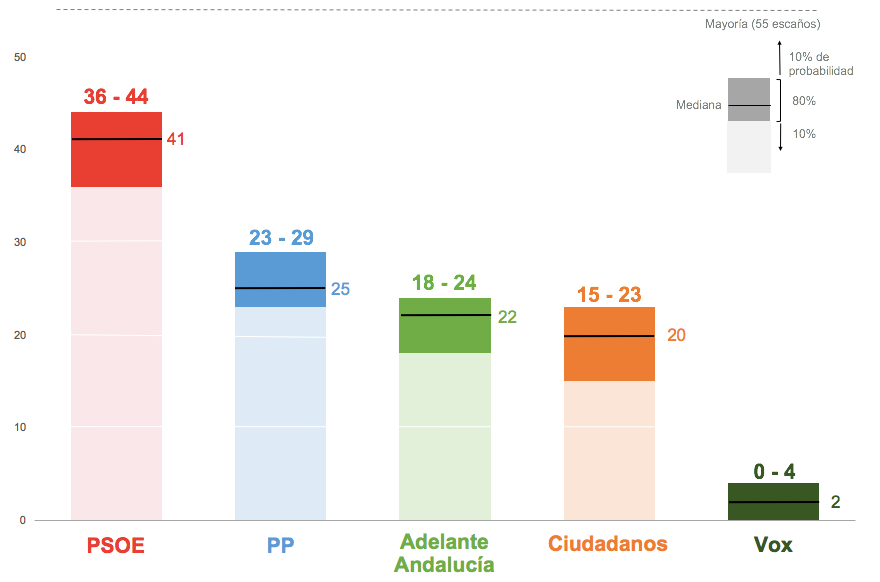 Mayoría (55 escaños)
50
10% de
probabilidad
36 - 44
Mediana
80%
41
40
10%
30
23 - 29
25
18 - 24
22
15 - 23
20
20
10
0 - 4
2
0
PSOE
PP
Adelante
Andalucía
Ciudadanos
Vox